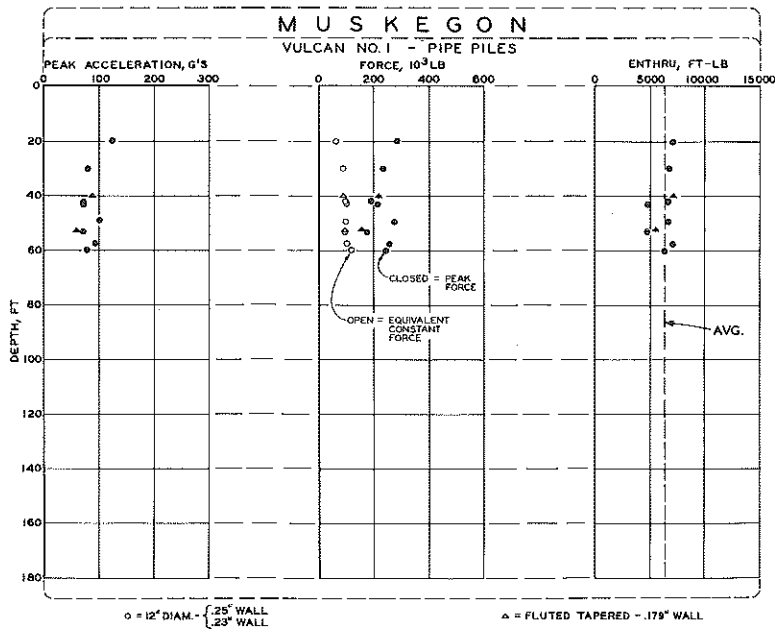 MUSKEGON
VULCAN NO. 1 - PIPE PILES
PEAK ACCELERATION, G'S
FORCE, 10³ LB
ENTHRU, FT-LB
0 100 200 300
0 200 400 600
0 5000 10000 15000
0
20
40
60
80
100
120
140
160
180
DEPTH, FT
CLOSED = PEAK
FORCE
OPEN = EQUIVALENT
CONSTANT
FORCE
AVG.
○ = 12" DIAM. - { .25" WALL
.23" WALL
△ = FLUTED TAPERED - .179" WALL